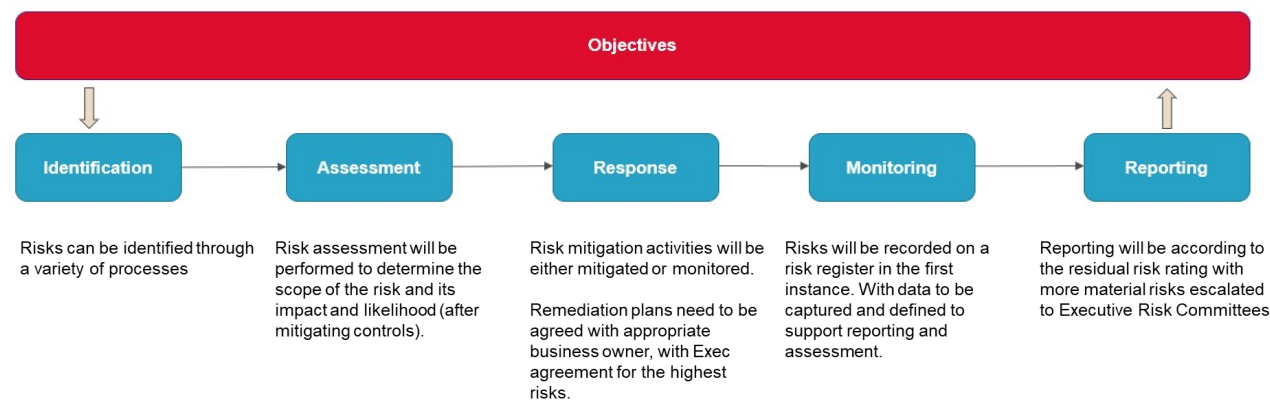 Objectives
Identification
Assessment
Response
Monitoring
Reporting
Risks can be identified through
a variety of processes
Risk assessment will be
performed to determine the
scope of the risk and its
impact and likelihood (after
mitigating controls).
Risk mitigation activities will be
either mitigated or monitored.
Remediation plans need to be
agreed with appropriate
business owner, with Exec
agreement for the highest
risks.
Risks will be recorded on a
risk register in the first
instance. With data to be
captured and defined to
support reporting and
assessment.
Reporting will be according to
the residual risk rating with
more material risks escalated
to Executive Risk Committees